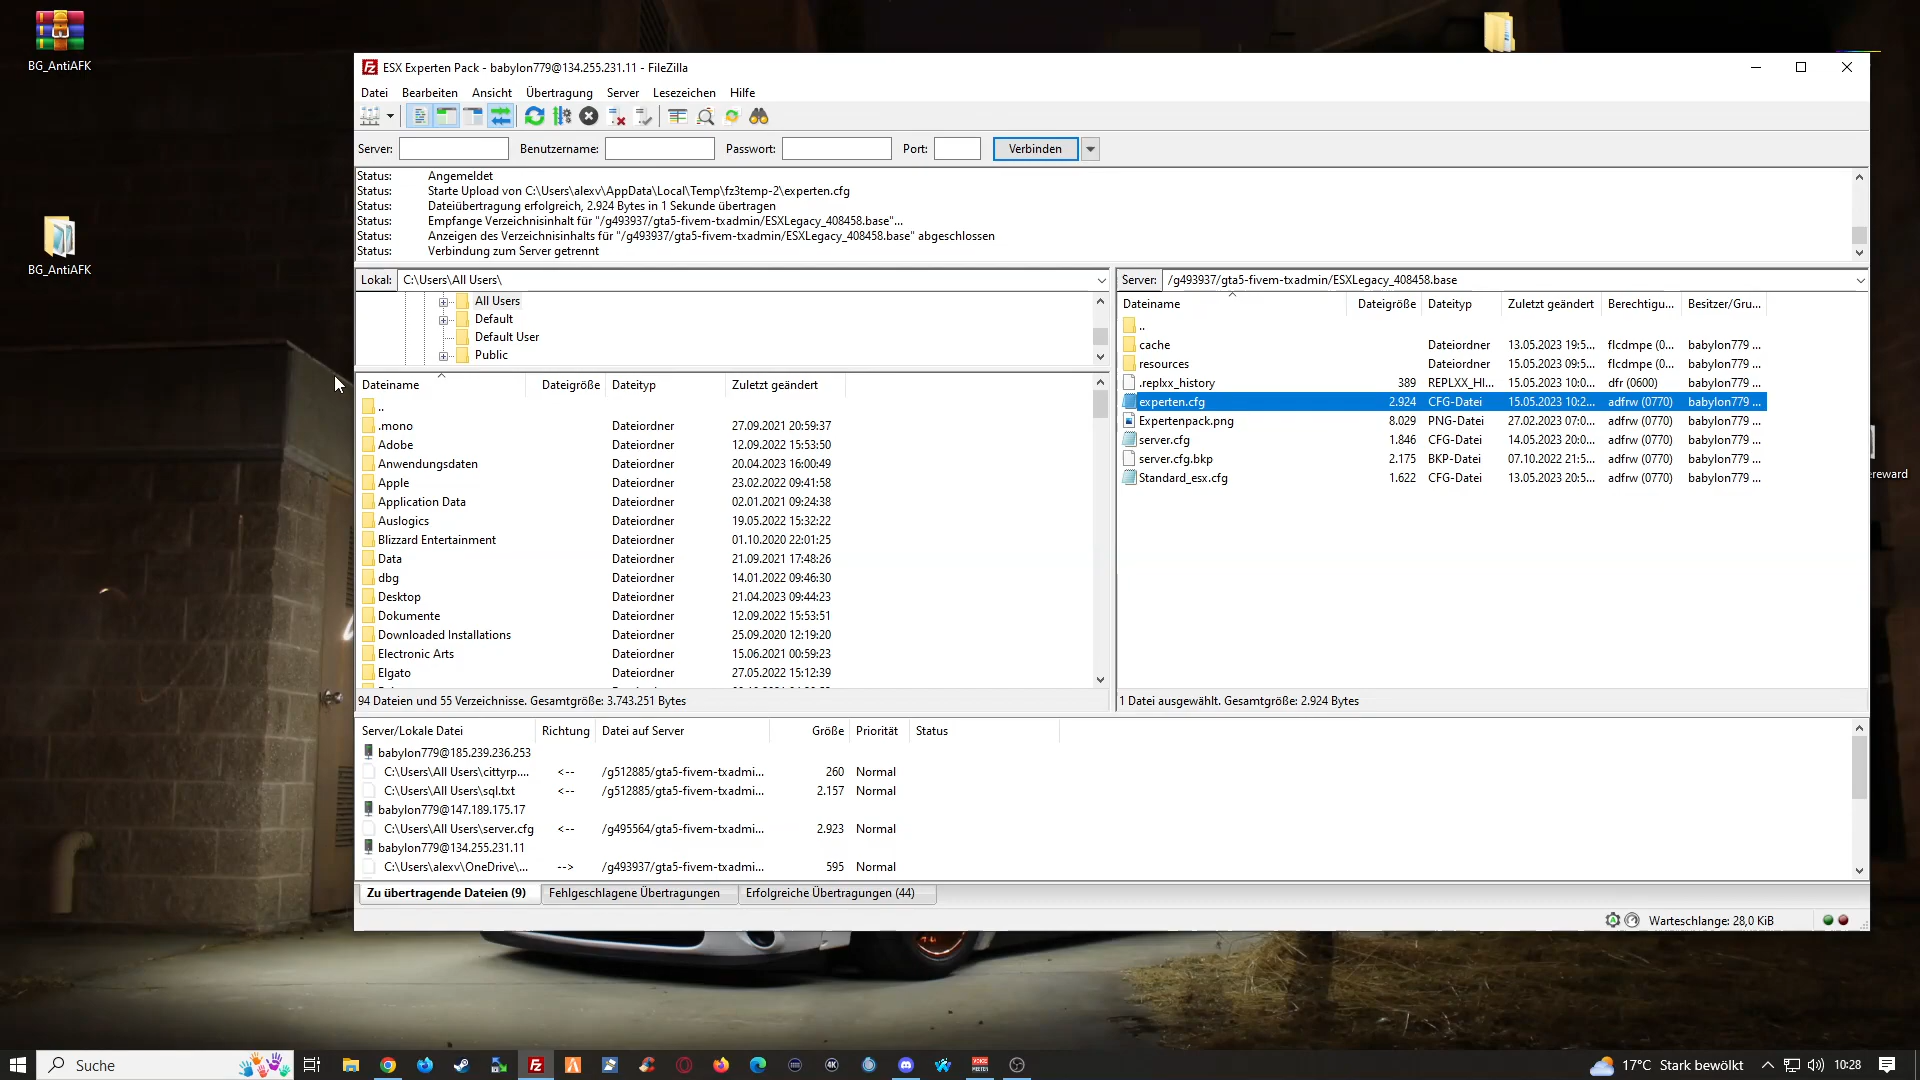 BG_AntiAFK
BG_AntiAFK
ESX Experten Pack - babylon779@134.255.231.11 - FileZilla
Datei Bearbeiten Ansicht Übertragung Server Lesezeichen Hilfe
Server: Benutzername: Passwort: Port: Verbinden
Status: Angemeldet
Status: Starte Upload von C:\Users\alexv\AppData\Local\Temp\fz3temp-2\experten.cfg
Status: Dateiübertragung erfolgreich, 2.924 Bytes in 1 Sekunde übertragen
Status: Empfange Verzeichnisinhalt für "/g493937/gta5-fivem-txadmin/ESXLegacy_408458.base"...
Status: Anzeigen des Verzeichnisinhalts für "/g493937/gta5-fivem-txadmin/ESXLegacy_408458.base" abgeschlossen
Status: Verbindung zum Server getrennt
Lokal: C:\Users\All Users\
All Users
Default
Default User
Public
Dateiname Dateigröße Dateityp Zuletzt geändert
..
.mono Dateiordner 27.09.2021 20:59:37
Adobe Dateiordner 12.09.2022 15:53:50
Anwendungsdaten Dateiordner 20.04.2023 16:00:49
Apple Dateiordner 23.02.2022 09:41:58
Application Data Dateiordner 02.01.2021 09:24:38
Auslogics Dateiordner 19.05.2022 15:32:22
Blizzard Entertainment Dateiordner 01.10.2020 22:01:25
Data Dateiordner 21.09.2021 17:48:26
dbg Dateiordner 14.01.2022 09:46:30
Desktop Dateiordner 21.04.2023 09:44:23
Dokumente Dateiordner 12.09.2022 15:53:51
Downloaded Installations Dateiordner 25.09.2020 12:19:20
Electronic Arts Dateiordner 15.06.2021 00:59:23
Elgato Dateiordner 27.05.2022 15:12:39
94 Dateien und 55 Verzeichnisse. Gesamtgröße: 3.743.251 Bytes
Server: /g493937/gta5-fivem-txadmin/ESXLegacy_408458.base
Dateiname Dateigröße Dateityp Zuletzt geändert Berechtigu... Besitzer/Gru...
..
cache Dateiordner 13.05.2023 19:5... flcdmpe (0... babylon779 ...
resources Dateiordner 15.05.2023 09:5... flcdmpe (0... babylon779 ...
.replxx_history 389 REPLXX_HI... 15.05.2023 10:0... dfr (0600) babylon779 ...
experten.cfg 2.924 CFG-Datei 15.05.2023 10:2... adfrw (0770) babylon779 ...
Expertenpack.png 8.029 PNG-Datei 27.02.2023 07:0... adfrw (0770) babylon779 ...
server.cfg 1.846 CFG-Datei 14.05.2023 20:0... adfrw (0770) babylon779 ...
server.cfg.bkp 2.175 BKP-Datei 07.10.2022 21:5... adfrw (0770) babylon779 ...
Standard_esx.cfg 1.622 CFG-Datei 13.05.2023 20:5... adfrw (0770) babylon779 ...
1 Datei ausgewählt. Gesamtgröße: 2.924 Bytes
ereward
Server/Lokale Datei Richtung Datei auf Server Größe Priorität Status
babylon779@185.239.236.253
C:\Users\All Users\cittyrp.... <-- /g512885/gta5-fivem-txadmi... 260 Normal
C:\Users\All Users\sql.txt <-- /g512885/gta5-fivem-txadmi... 2.157 Normal
babylon779@147.189.175.17
C:\Users\All Users\server.cfg <-- /g495564/gta5-fivem-txadmi... 2.923 Normal
babylon779@134.255.231.11
C:\Users\alexv\OneDrive\... --> /g493937/gta5-fivem-txadmi... 595 Normal
Zu übertragende Dateien (9) Fehlgeschlagene Übertragungen Erfolgreiche Übertragungen (44)
Warteschlange: 28,0 KiB
Suche
4K
17°C Stark bewölkt 10:28